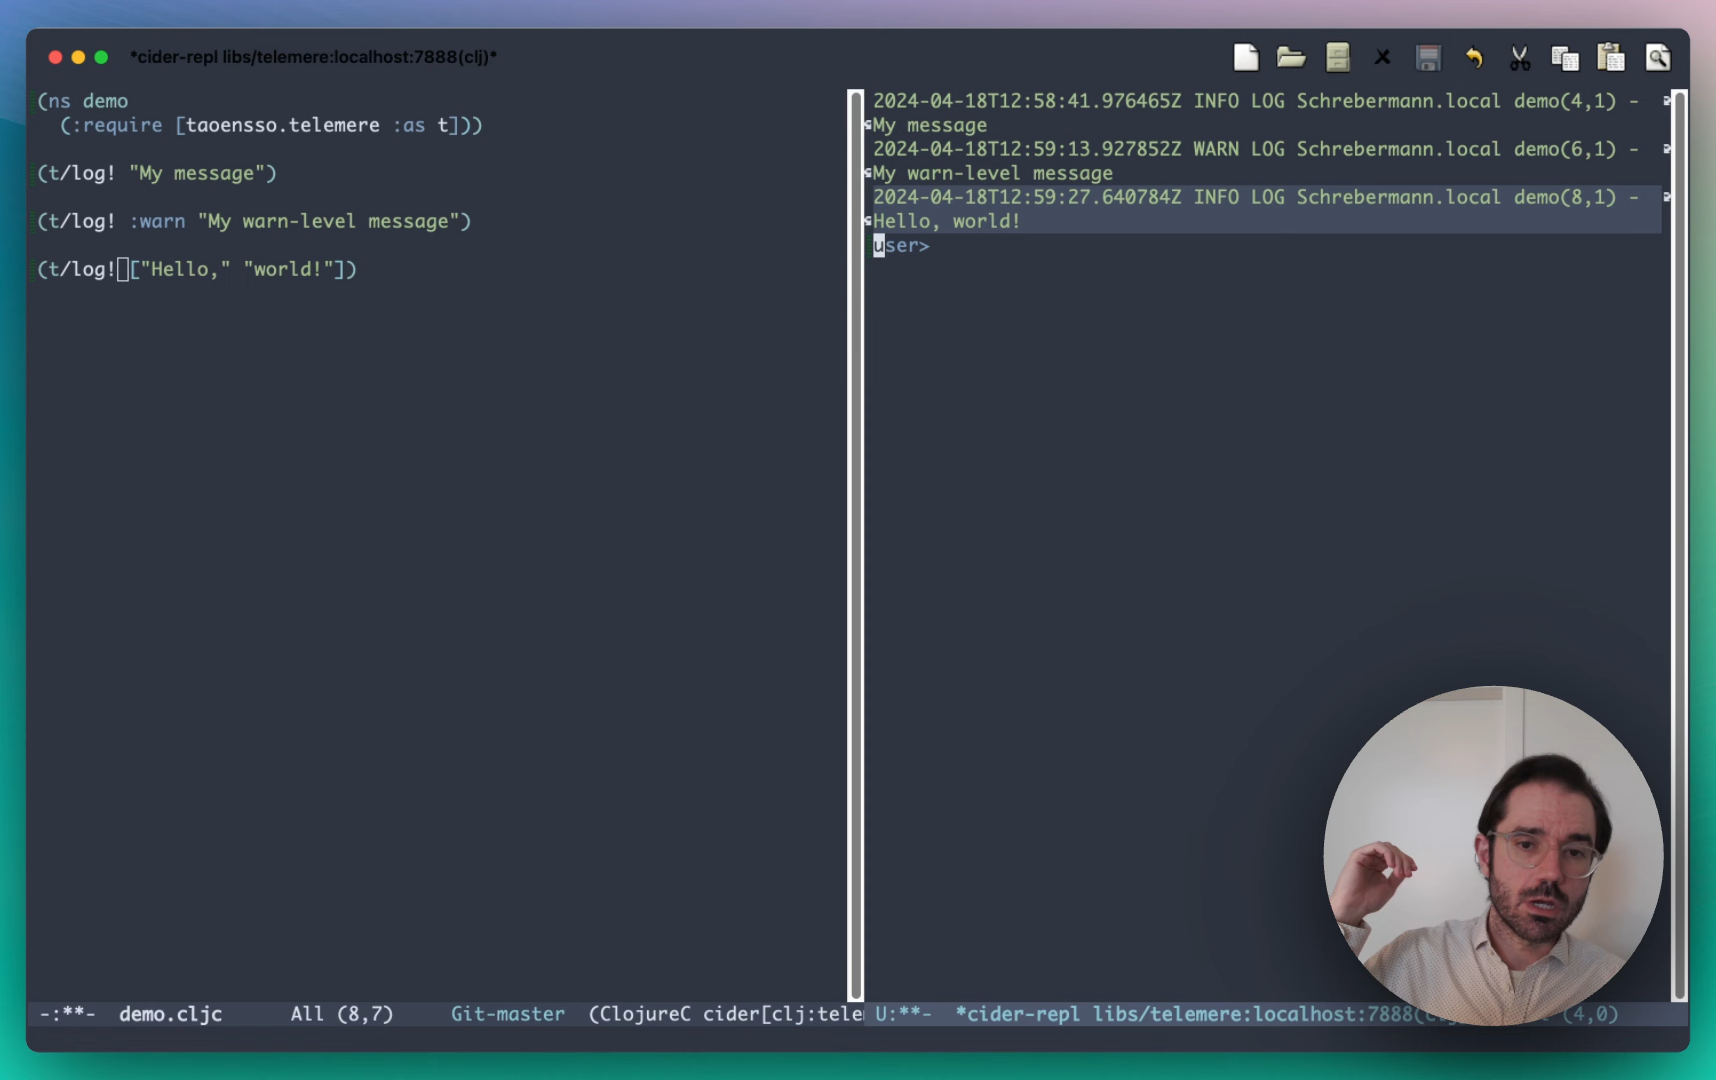 *cider-repl libs/telemere:localhost:7888(clj)*
(ns demo
  (:require [taoensso.telemere :as t]))
(t/log! "My message")
(t/log! :warn "My warn-level message")
(t/log! ["Hello," "world!"])
2024-04-18T12:58:41.976465Z INFO LOG Schrebermann.local demo(4,1) -
My message
2024-04-18T12:59:13.927852Z WARN LOG Schrebermann.local demo(6,1) -
My warn-level message
2024-04-18T12:59:27.640784Z INFO LOG Schrebermann.local demo(8,1) -
Hello, world!
user>
-:**-  demo.cljc      All (8,7)     Git-master  (ClojureC cider[clj:tele
U:**-  *cider-repl libs/telemere:localhost:7888( (4,0)